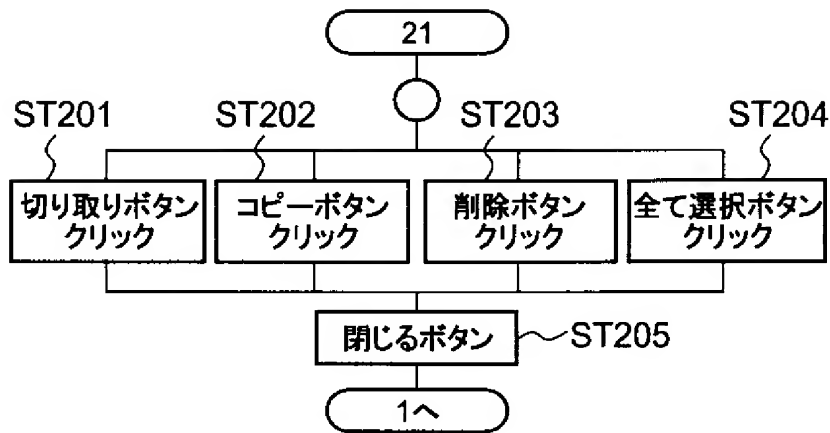 21
ST201
ST202
ST203
ST204
切り取りボタン
クリック
コピーボタン
クリック
削除ボタン
クリック
全て選択ボタン
クリック
閉じるボタン
ST205
1へ